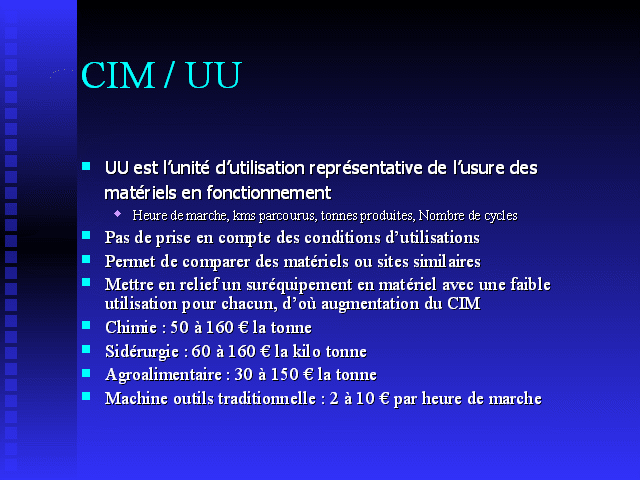 CIM / UU
UU est l'unité d'utilisation représentative de l'usure des
matériels en fonctionnement
Heure de marche, kms parcourus, tonnes produites, Nombre de cycles
Pas de prise en compte des conditions d'utilisations
Permet de comparer des matériels ou sites similaires
Mettre en relief un suréquipement en matériel avec une faible
utilisation pour chacun, d'où augmentation du CIM
Chimie : 50 à 160 € la tonne
Sidérurgie : 60 à 160 € la kilo tonne
Agroalimentaire : 30 à 150 € la tonne
Machine outils traditionnelle : 2 à 10 € par heure de marche